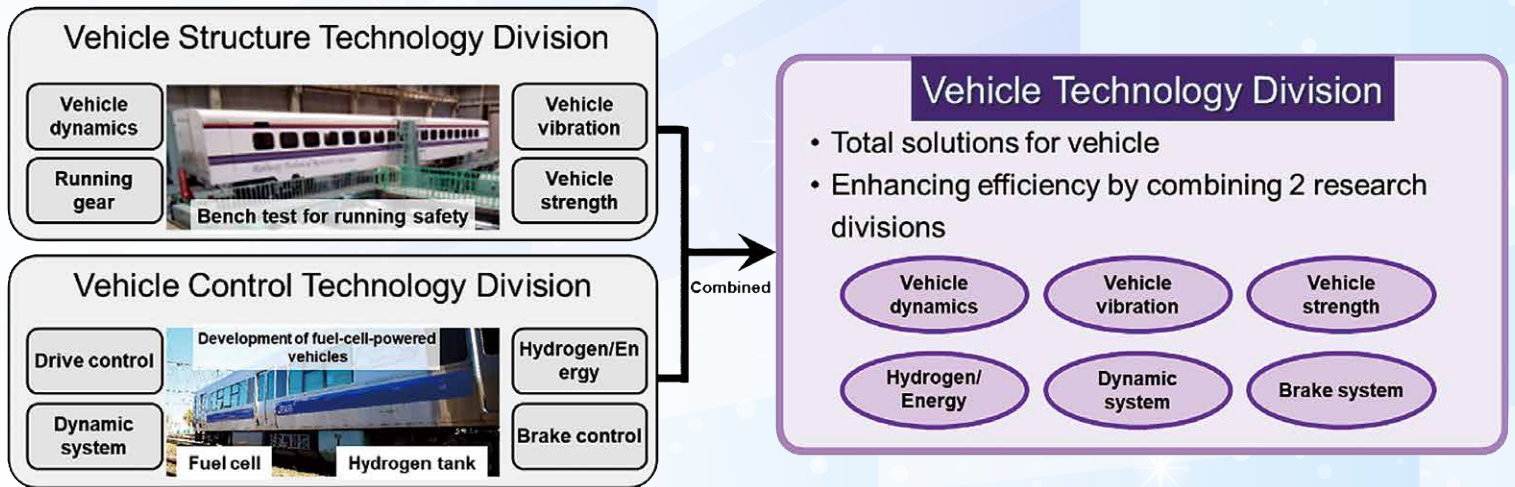 Vehicle Structure Technology Division
Vehicle
dynamics
Running
gear
Bench test for running safety
Vehicle
vibration
Vehicle
strength
Vehicle Control Technology Division
Drive control
Dynamic
system
Development of fuel-cell-powered
vehicles
Fuel cell
Hydrogen tank
Hydrogen/En
ergy
Brake control
Combined
Vehicle Technology Division
• Total solutions for vehicle
• Enhancing efficiency by combining 2 research
divisions
Vehicle
dynamics
Vehicle
vibration
Vehicle
strength
Hydrogen/
Energy
Dynamic
system
Brake system